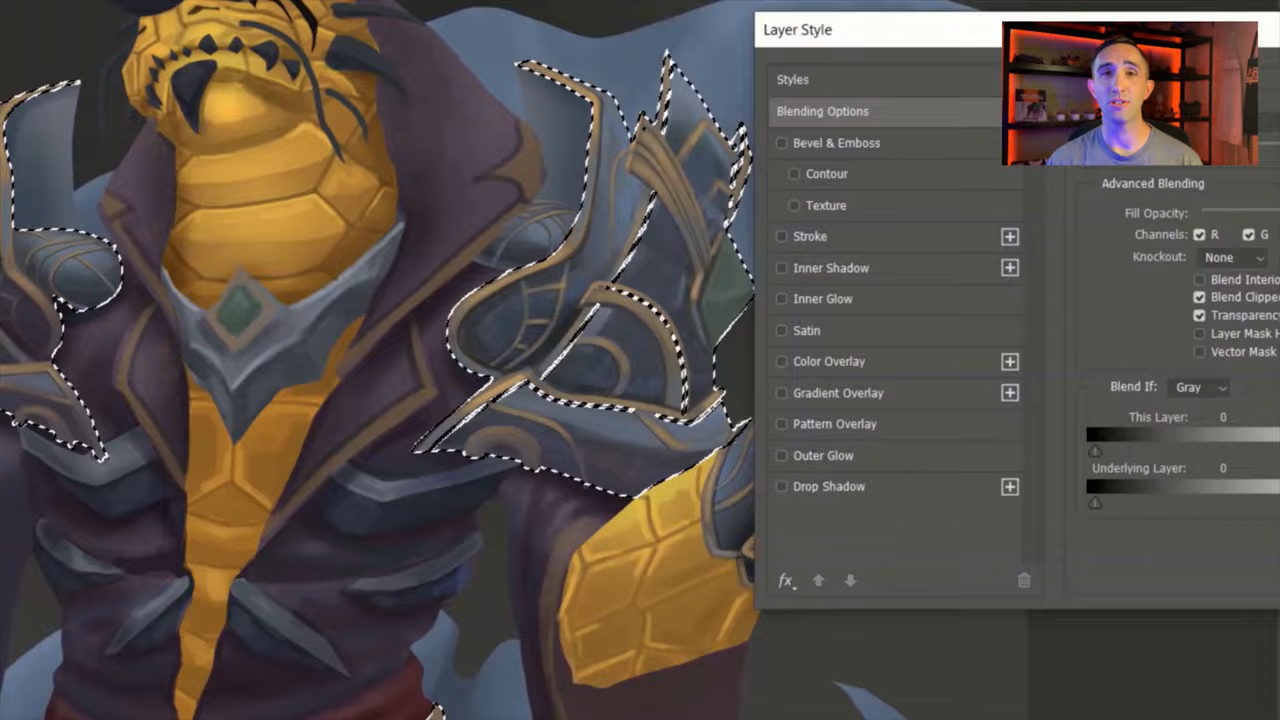 Layer Style
Styles
Blending Options
Bevel & Emboss
Contour
Texture
Stroke
Inner Shadow
Inner Glow
Satin
Color Overlay
Gradient Overlay
Pattern Overlay
Outer Glow
Drop Shadow
fx
Advanced Blending
Fill Opacity:
Channels: R G
Knockout: None
Blend Interio
Blend Clippe
Transparency
Layer Mask H
Vector Mask
Blend If: Gray
This Layer: 0
Underlying Layer: 0